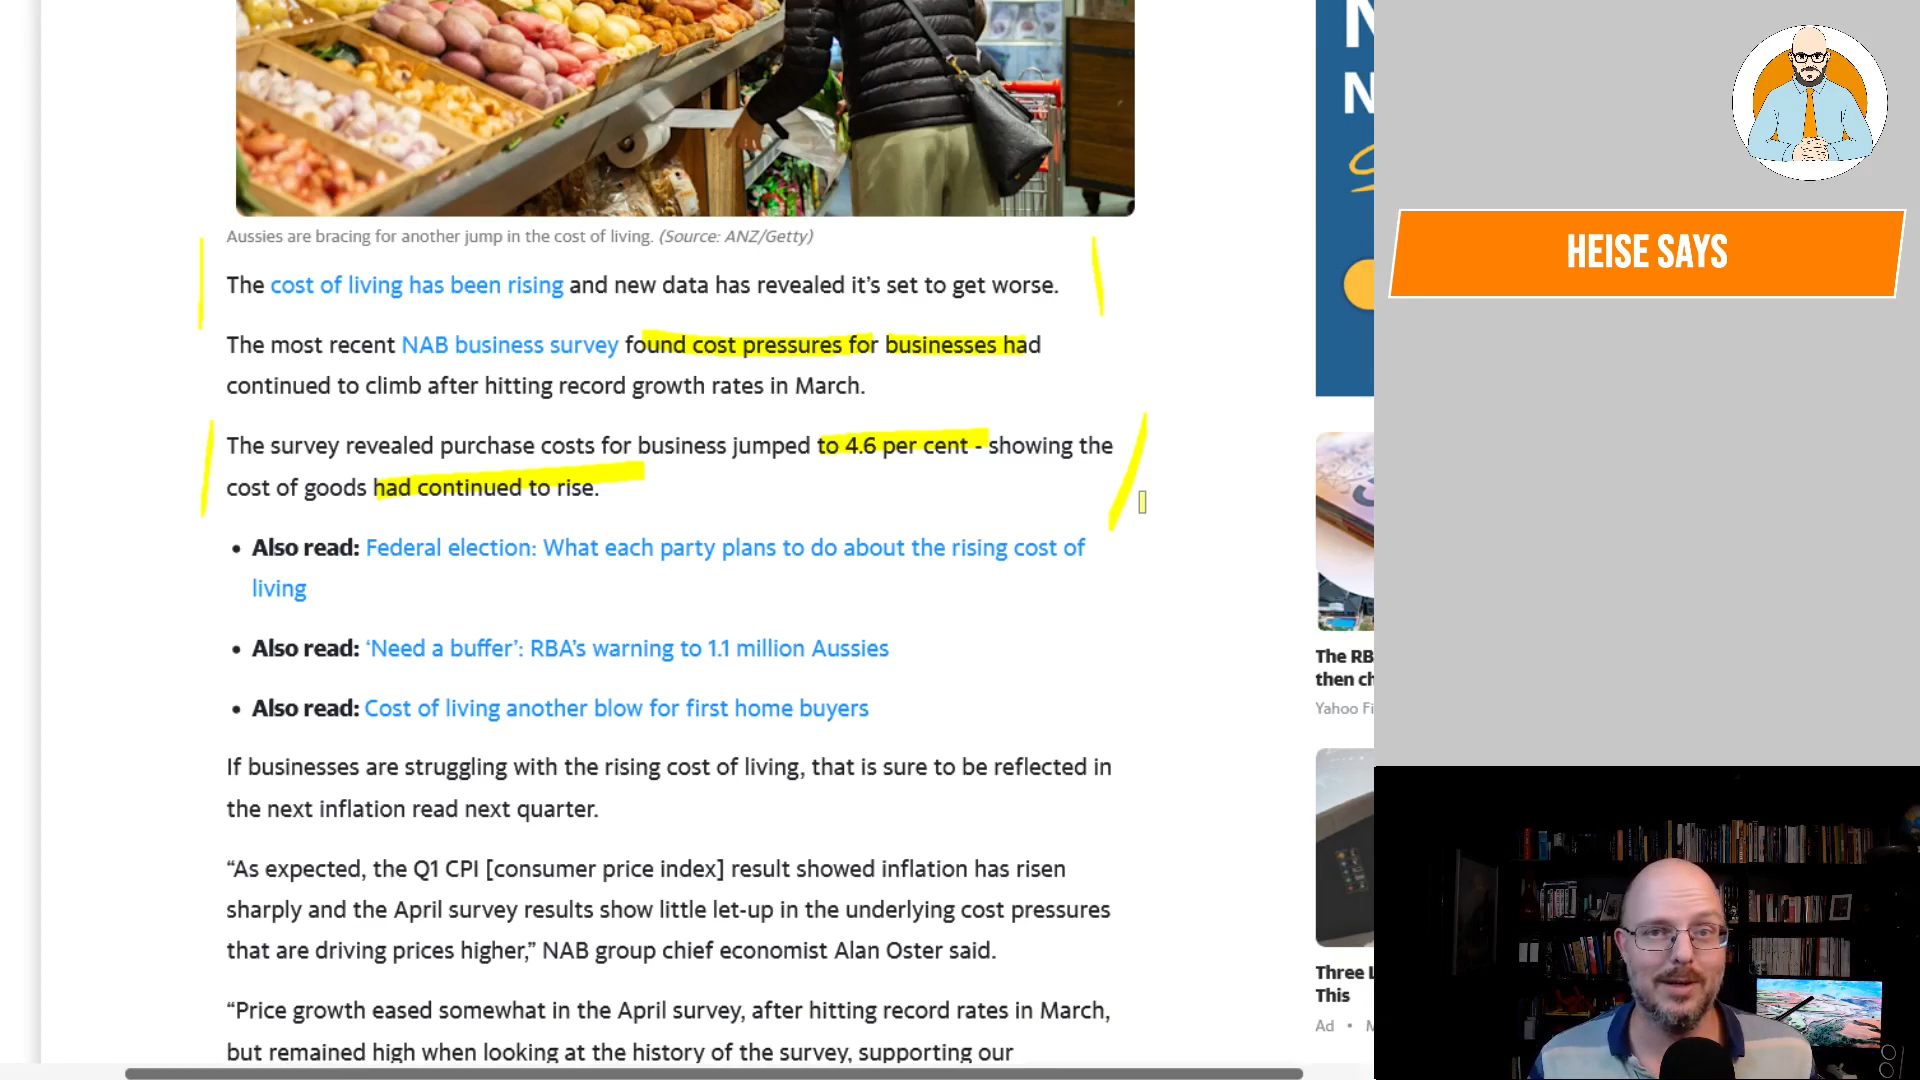 N
N
HEISE SAYS
Aussies are bracing for another jump in the cost of living. (Source: ANZ/Getty)
The cost of living has been rising and new data has revealed it's set to get worse.
The most recent NAB business survey found cost pressures for businesses had
continued to climb after hitting record growth rates in March.
The survey revealed purchase costs for business jumped to 4.6 per cent - showing the
cost of goods had continued to rise.
• Also read: Federal election: What each party plans to do about the rising cost of
living
• Also read: ‘Need a buffer’: RBA’s warning to 1.1 million Aussies
• Also read: Cost of living another blow for first home buyers
The RB
then ch
Yahoo Fi
If businesses are struggling with the rising cost of living, that is sure to be reflected in
the next inflation read next quarter.
“As expected, the Q1 CPI [consumer price index] result showed inflation has risen
sharply and the April survey results show little let-up in the underlying cost pressures
that are driving prices higher,” NAB group chief economist Alan Oster said.
“Price growth eased somewhat in the April survey, after hitting record rates in March,
but remained high when looking at the history of the survey, supporting our
Three L
This
Ad • M